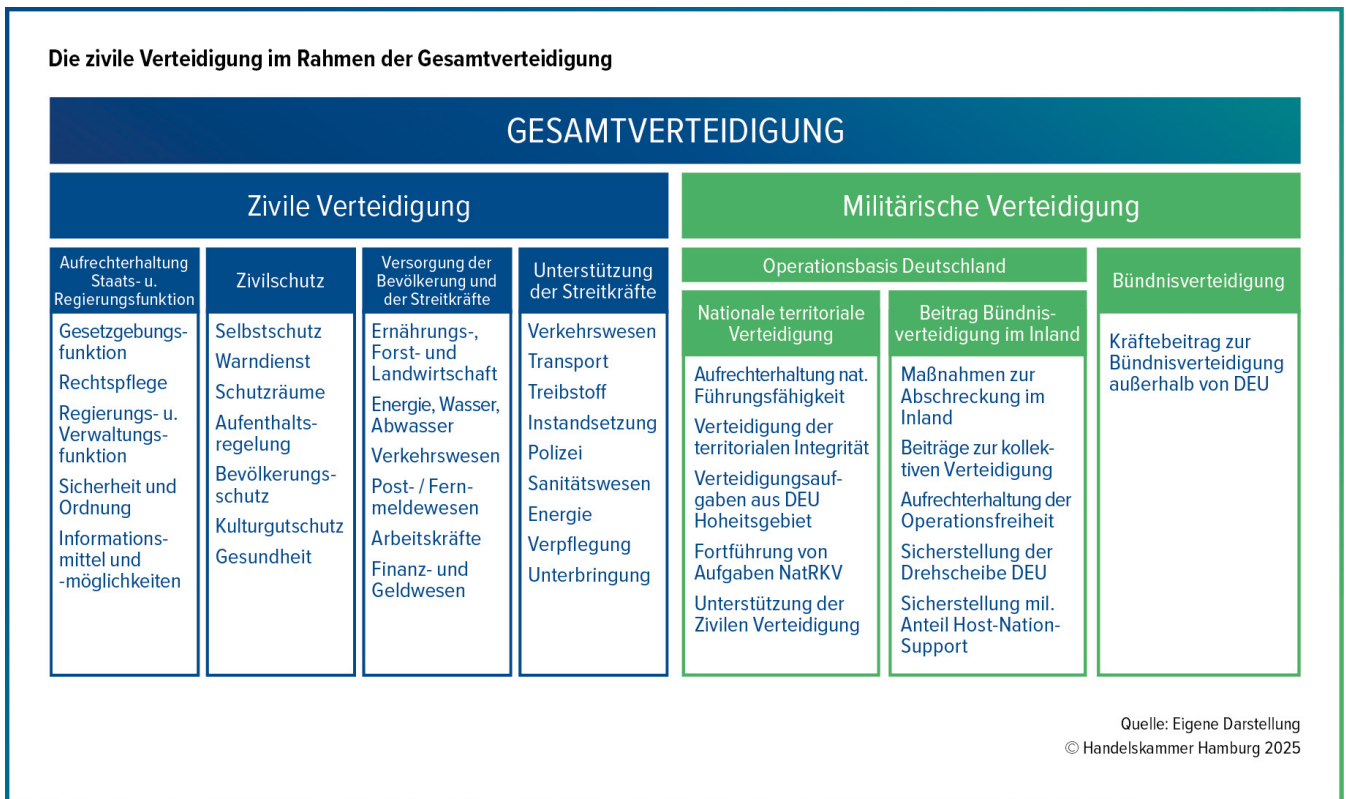 Die zivile Verteidigung im Rahmen der Gesamtverteidigung
GESAMTVERTEIDIGUNG
Zivile Verteidigung
Militärische Verteidigung
Aufrechterhaltung
Staats- u.
Regierungsfunktion
Gesetzgebungs-
funktion
Rechtspflege
Regierungs- u.
Verwaltungs-
funktion
Sicherheit und
Ordnung
Informations-
mittel und
-möglichkeiten
Zivilschutz
Selbstschutz
Warndienst
Schutzräume
Aufenthalts-
regelung
Bevölkerungs-
schutz
Kulturgutschutz
Gesundheit
Versorgung der
Bevölkerung und
der Streitkräfte
Ernährungs-,
Forst- und
Landwirtschaft
Energie, Wasser,
Abwasser
Verkehrswesen
Post- / Fern-
meldewesen
Arbeitskräfte
Finanz- und
Geldwesen
Unterstützung
der Streitkräfte
Verkehrswesen
Transport
Treibstoff
Instandsetzung
Polizei
Sanitätswesen
Energie
Verpflegung
Unterbringung
Operationsbasis Deutschland
Nationale territoriale
Verteidigung
Aufrechterhaltung nat.
Führungsfähigkeit
Verteidigung der
territorialen Integrität
Verteidigungsauf-
gaben aus DEU
Hoheitsgebiet
Fortführung von
Aufgaben NatRKV
Unterstützung der
Zivilen Verteidigung
Beitrag Bündnis-
verteidigung im Inland
Maßnahmen zur
Abschreckung im
Inland
Beiträge zur kollek-
tiven Verteidigung
Aufrechterhaltung der
Operationsfreiheit
Sicherstellung der
Drehscheibe DEU
Sicherstellung mil.
Anteil Host-Nation-
Support
Bündnisverteidigung
Kräftebeitrag zur
Bündnisverteidigung
außerhalb von DEU
Quelle: Eigene Darstellung
© Handelskammer Hamburg 2025